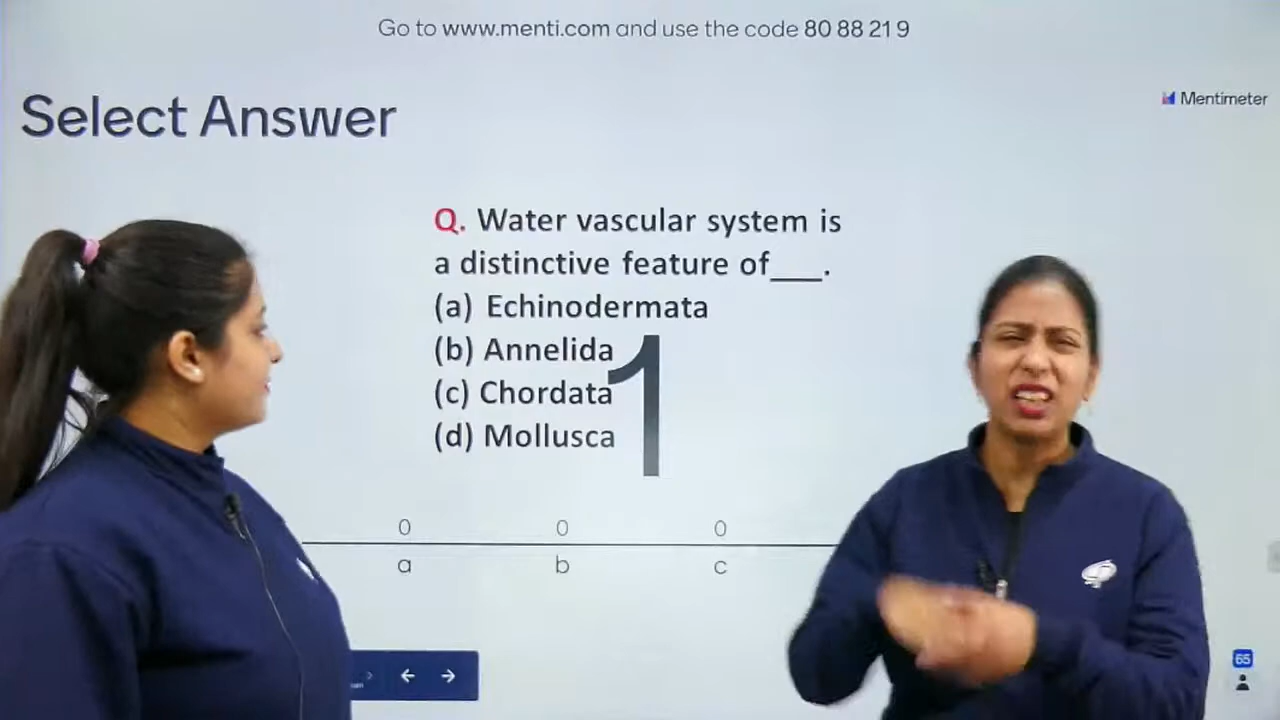 Go to www.menti.com and use the code 80 88 21 9
Select Answer
Mentimeter
Q. Water vascular system is
a distinctive feature of___.
(a) Echinodermata
(b) Annelida
(c) Chordata
(d) Mollusca
1
0 0 0
a b c
65